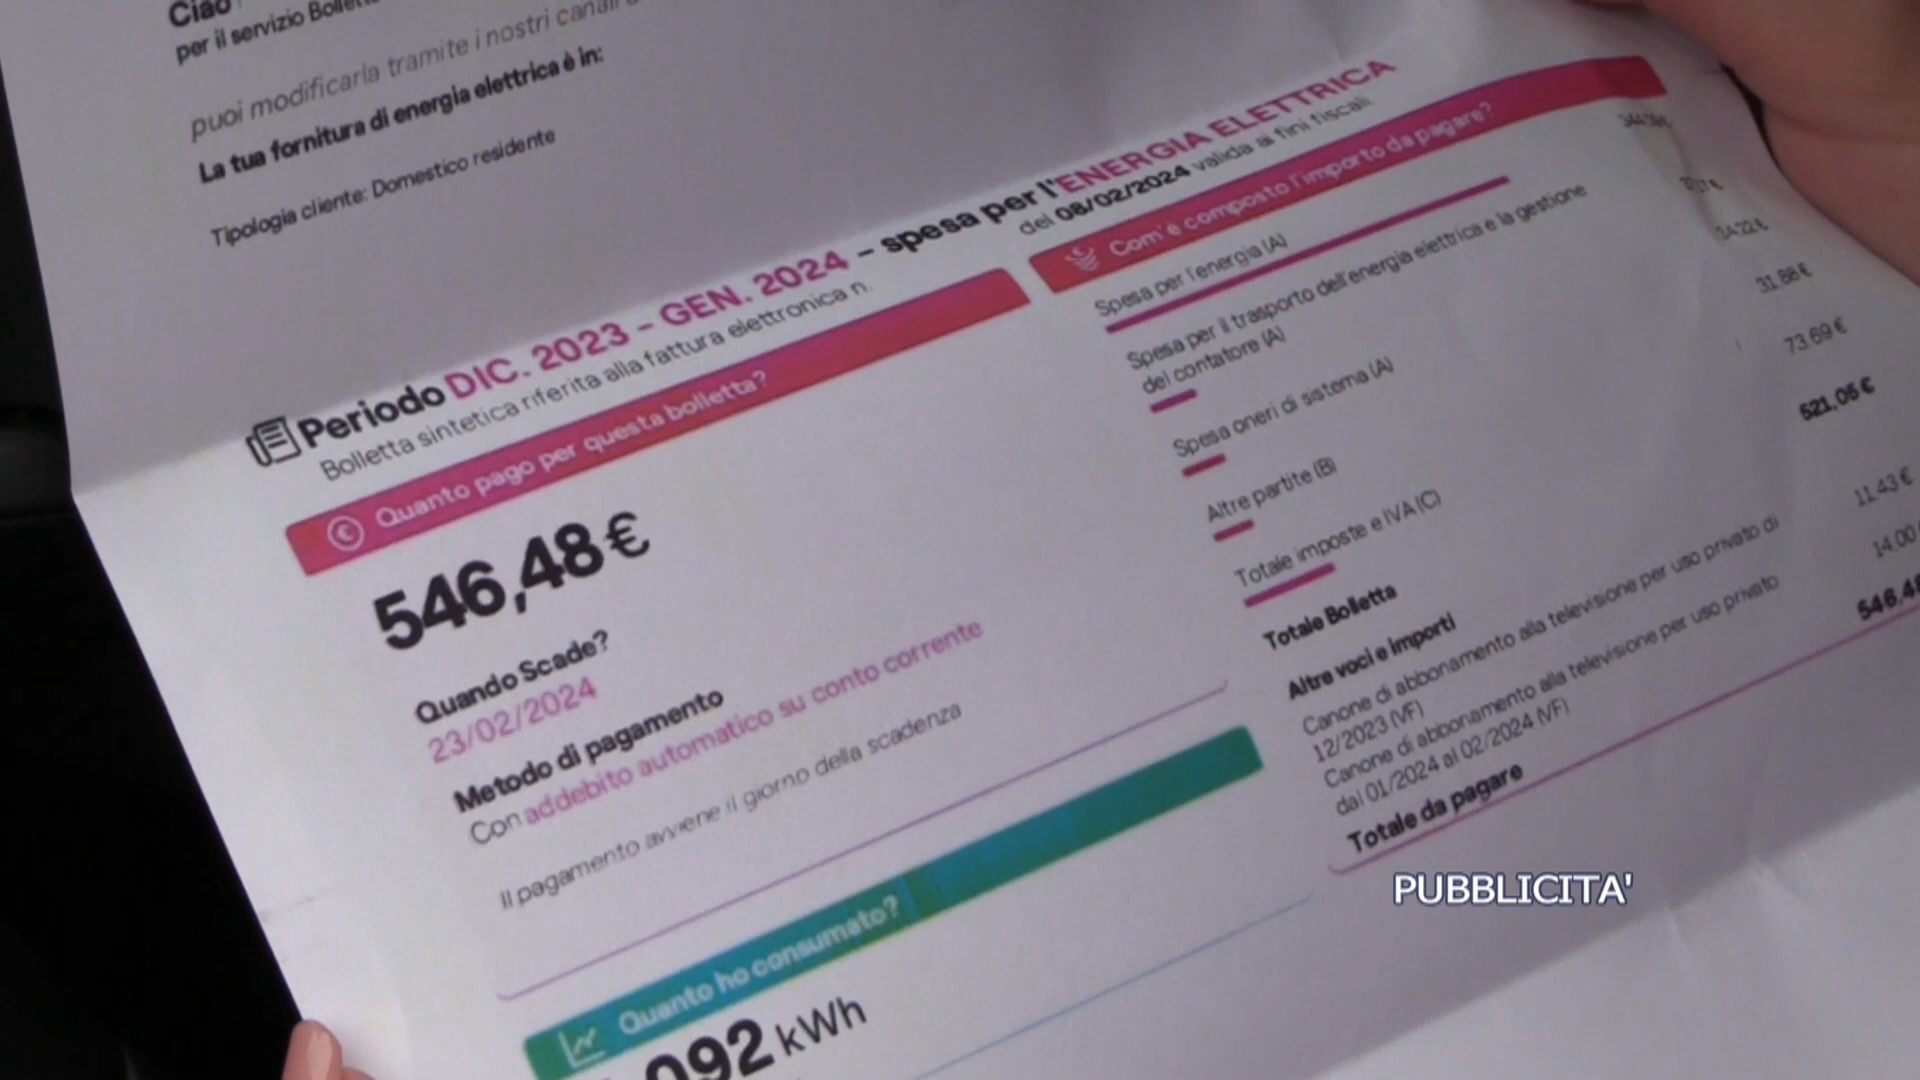 Ciao
per il servizio
puoi modificarla tramite i nostri canali
La tua fornitura di energia elettrica è in:
Tipologia cliente: Domestico residente
Periodo DIC. 2023 - GEN. 2024 – spesa per l'ENERGIA ELETTRICA
Bolletta sintetica riferita alla fattura elettronica n.
del 08/02/2024 valida ai fini fiscali
Quanto pago per questa bolletta?
546,48 €
Quando Scade?
23/02/2024
Metodo di pagamento
Con addebito automatico su conto corrente
Il pagamento avviene il giorno della scadenza
Quanto ho consumato?
092 kWh
Com'è composto l'importo da pagare?
Spesa per l'energia (A)
Spesa per il trasporto dell'energia elettrica e la gestione
del contatore (A)
34.22 €
Spesa oneri di sistema (A)
31.88 €
Altre partite (B)
73.69 €
Totale imposte e IVA (C)
521,05 €
Totale Bolletta
Altre voci e importi
11.43 €
Canone di abbonamento alla televisione per uso privato di
12/2023 (VF)
14.00
Canone di abbonamento alla televisione per uso privato
dal 01/2024 al 02/2024 (VF)
546,48
Totale da pagare
PUBBLICITA'